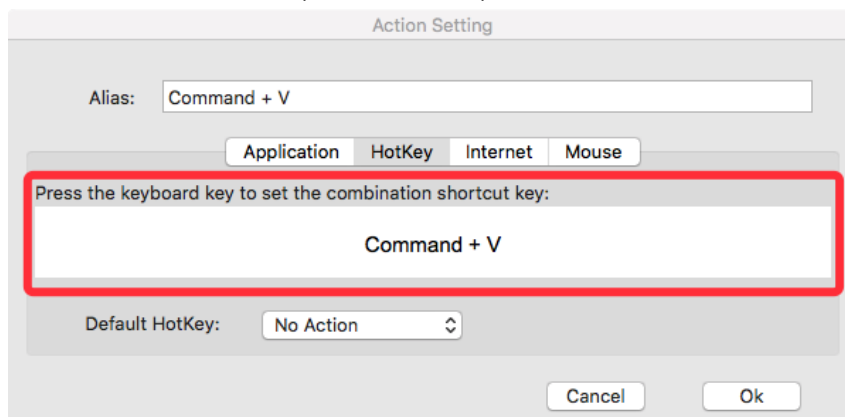 Action Setting
Alias: Command + V
Application HotKey Internet Mouse
Press the keyboard key to set the combination shortcut key:
Command + V
Default HotKey: No Action
Cancel Ok